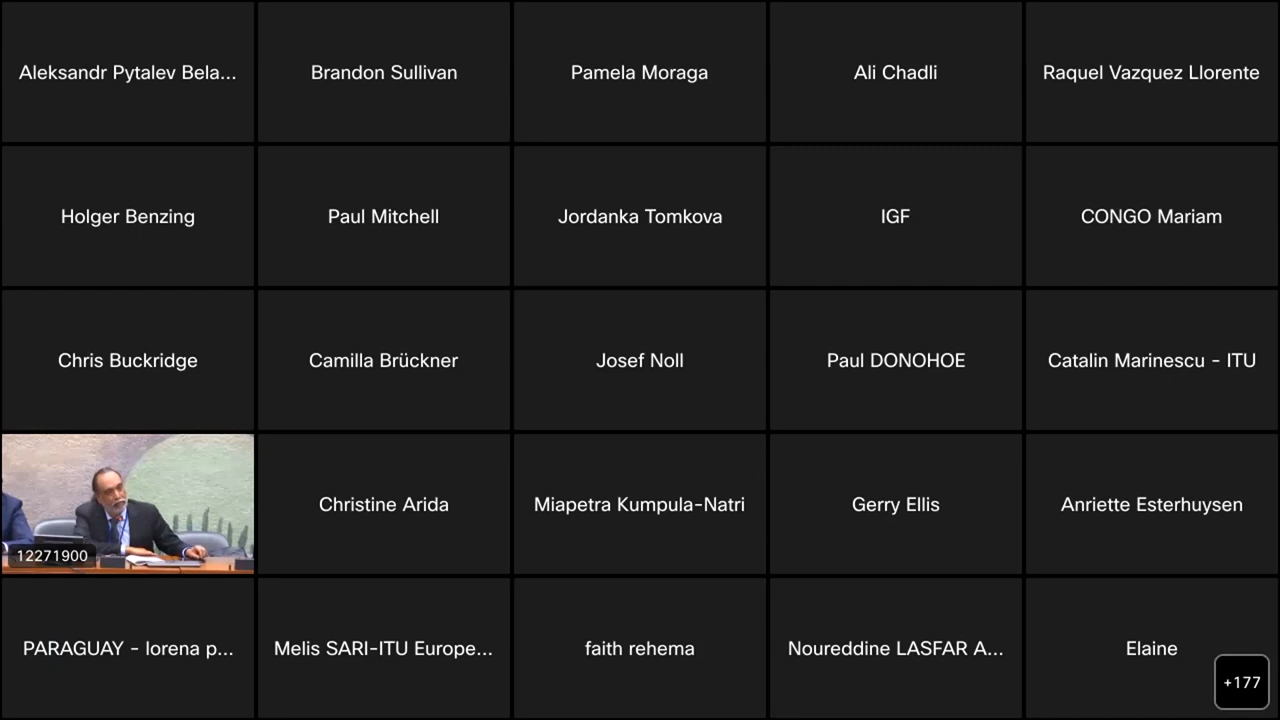 Aleksandr Pytalev Bela...
Brandon Sullivan
Pamela Moraga
Ali Chadli
Raquel Vazquez Llorente
Holger Benzing
Paul Mitchell
Jordanka Tomkova
IGF
CONGO Mariam
Chris Buckridge
Camilla Brückner
Josef Noll
Paul DONOHOE
Catalin Marinescu - ITU
12271900
Christine Arida
Miapetra Kumpula-Natri
Gerry Ellis
Anriette Esterhuysen
PARAGUAY - lorena p...
Melis SARI-ITU Europe...
faith rehema
Noureddine LASFAR A...
Elaine
+177